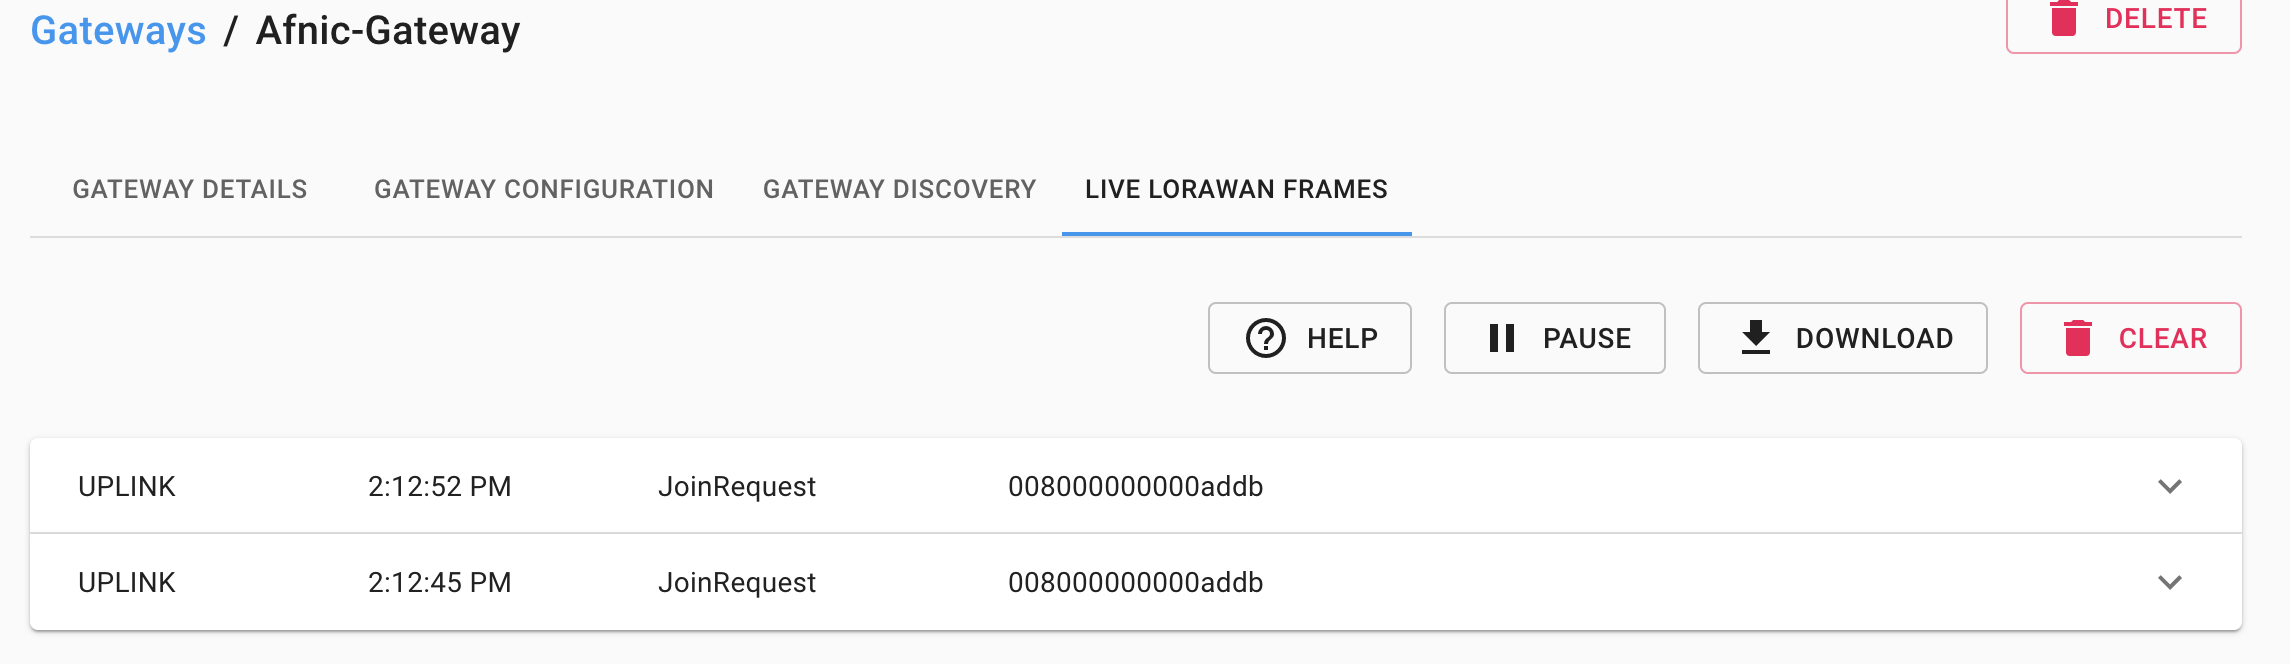 Gateways / Afnic-Gateway
DELETE
GATEWAY DETAILS GATEWAY CONFIGURATION GATEWAY DISCOVERY LIVE LORAWAN FRAMES
HELP PAUSE DOWNLOAD CLEAR
UPLINK 2:12:52 PM JoinRequest 008000000000addb
UPLINK 2:12:45 PM JoinRequest 008000000000addb